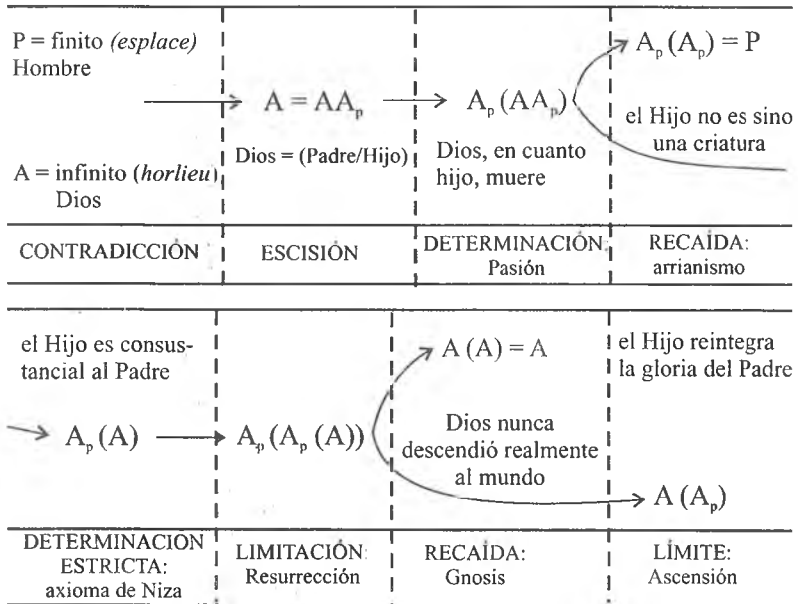 P = finito (esplace)
Hombre
A = infinito (horlieu)
Dios
CONTRADICCIÓN
A = AAₚ
Dios = (Padre/Hijo)
ESCISIÓN
Aₚ (AAₚ)
Dios, en cuanto
hijo, muere
DETERMINACIÓN:
Pasión
Aₚ (Aₚ) = P
el Hijo no es sino
una criatura
RECAÍDA:
arrianismo
el Hijo es consus-
tancial al Padre
Aₚ (A)
DETERMINACION
ESTRICTA:
axioma de Niza
Aₚ (Aₚ (A))
LIMITACIÓN:
Resurrección
A (A) = A
Dios nunca
descendió realmente
al mundo
RECAÍDA:
Gnosis
el Hijo reintegra
la gloria del Padre
A (Aₚ)
LÍMITE:
Ascensión